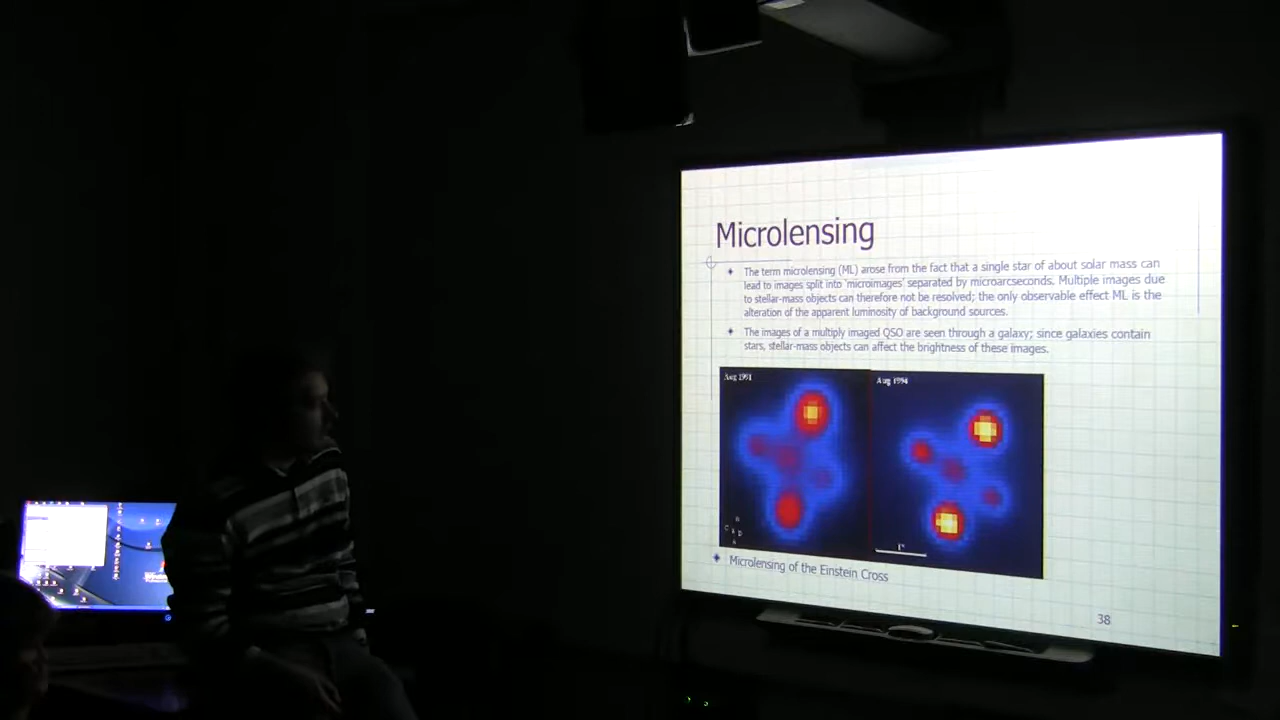 Microlensing
The term microlensing (ML) arose from the fact that a single star of about solar mass can
lead to images split into 'microimages' separated by microarcseconds. Multiple images due
to stellar-mass objects can therefore not be resolved; the only observable effect ML is the
alteration of the apparent luminosity of background sources.
The images of a multiply imaged QSO are seen through a galaxy; since galaxies contain
stars, stellar-mass objects can affect the brightness of these images.
Aug 1991
Aug 1994
1"
Microlensing of the Einstein Cross
38